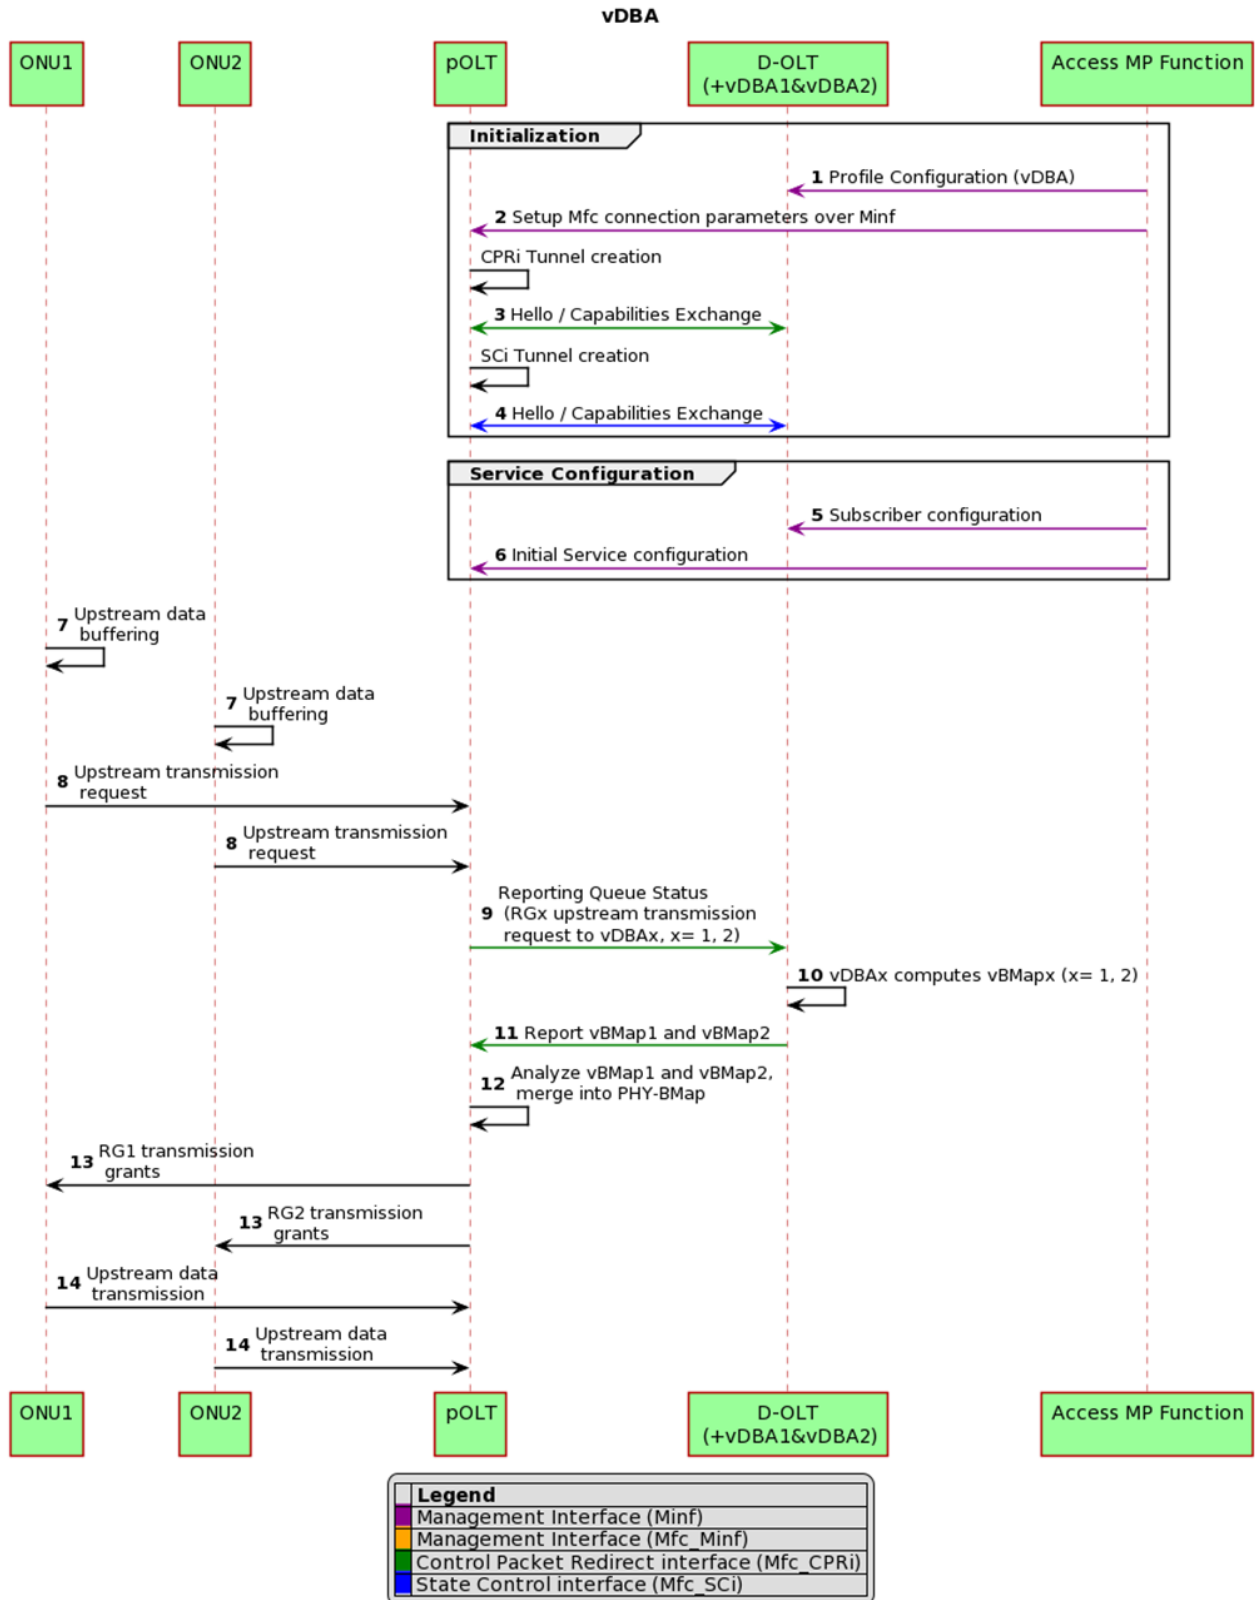 vDBA
ONU1
ONU2
pOLT
D-OLT
(+vDBA1&vDBA2)
Access MP Function
Initialization
1 Profile Configuration (vDBA)
2 Setup Mfc connection parameters over Minf
CPRi Tunnel creation
3 Hello / Capabilities Exchange
SCi Tunnel creation
4 Hello / Capabilities Exchange
Service Configuration
5 Subscriber configuration
6 Initial Service configuration
7 Upstream data
buffering
7 Upstream data
buffering
8 Upstream transmission
request
8 Upstream transmission
request
Reporting Queue Status
9 (RGx upstream transmission
request to vDBAx, x= 1, 2)
10 vDBAx computes vBMapx (x= 1, 2)
11 Report vBMap1 and vBMap2
12 Analyze vBMap1 and vBMap2,
merge into PHY-BMap
13 RG1 transmission
grants
13 RG2 transmission
grants
14 Upstream data
transmission
14 Upstream data
transmission
ONU1
ONU2
pOLT
D-OLT
(+vDBA1&vDBA2)
Access MP Function
Legend
Management Interface (Minf)
Management Interface (Mfc_Minf)
Control Packet Redirect interface (Mfc_CPRi)
State Control interface (Mfc_SCi)